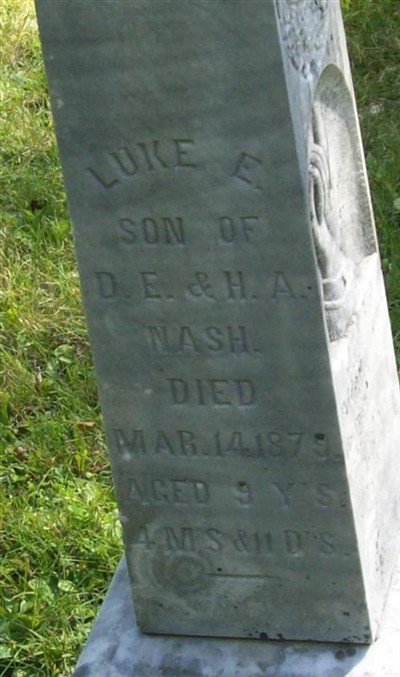 LUKE E.
SON OF
D. E. & H. A.
NASH.
DIED
MAR. 14. 1879.
AGED 9 Y'S.
4 M'S & 11 D'S.